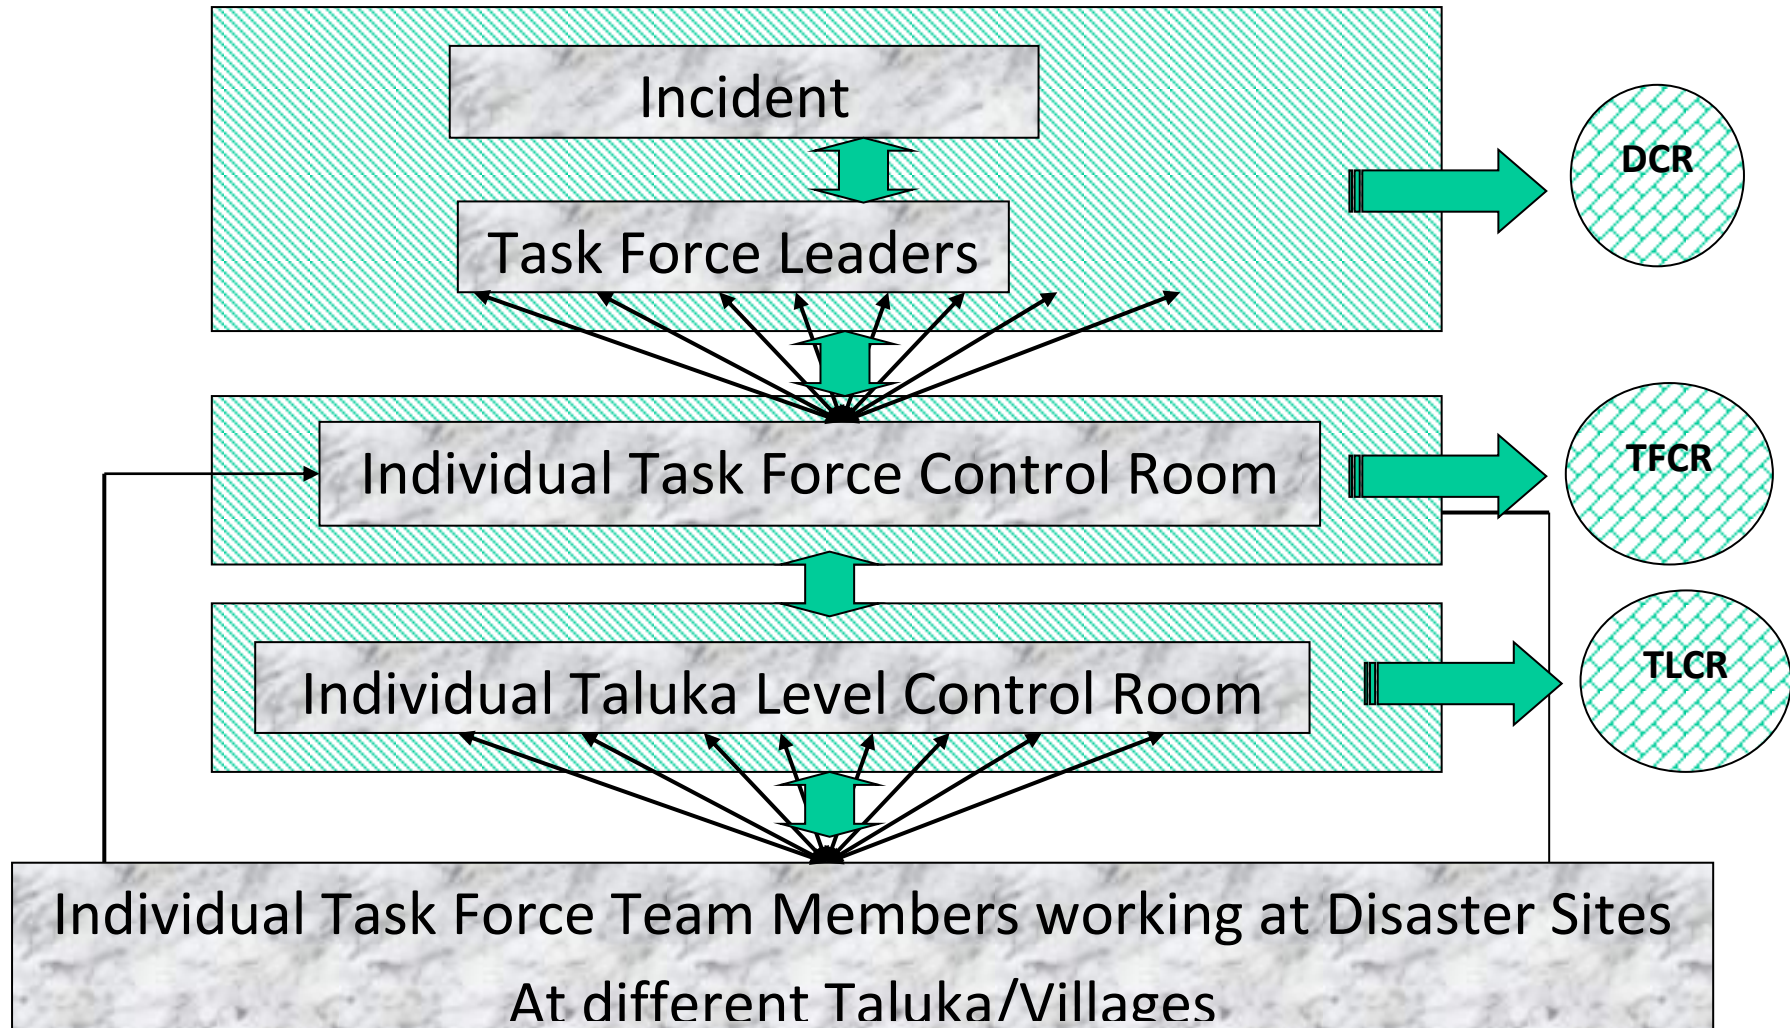 Incident
DCR
Task Force Leaders
Individual Task Force Control Room
TFCR
Individual Taluka Level Control Room
TLCR
Individual Task Force Team Members working at Disaster Sites
At different Taluka/Villages